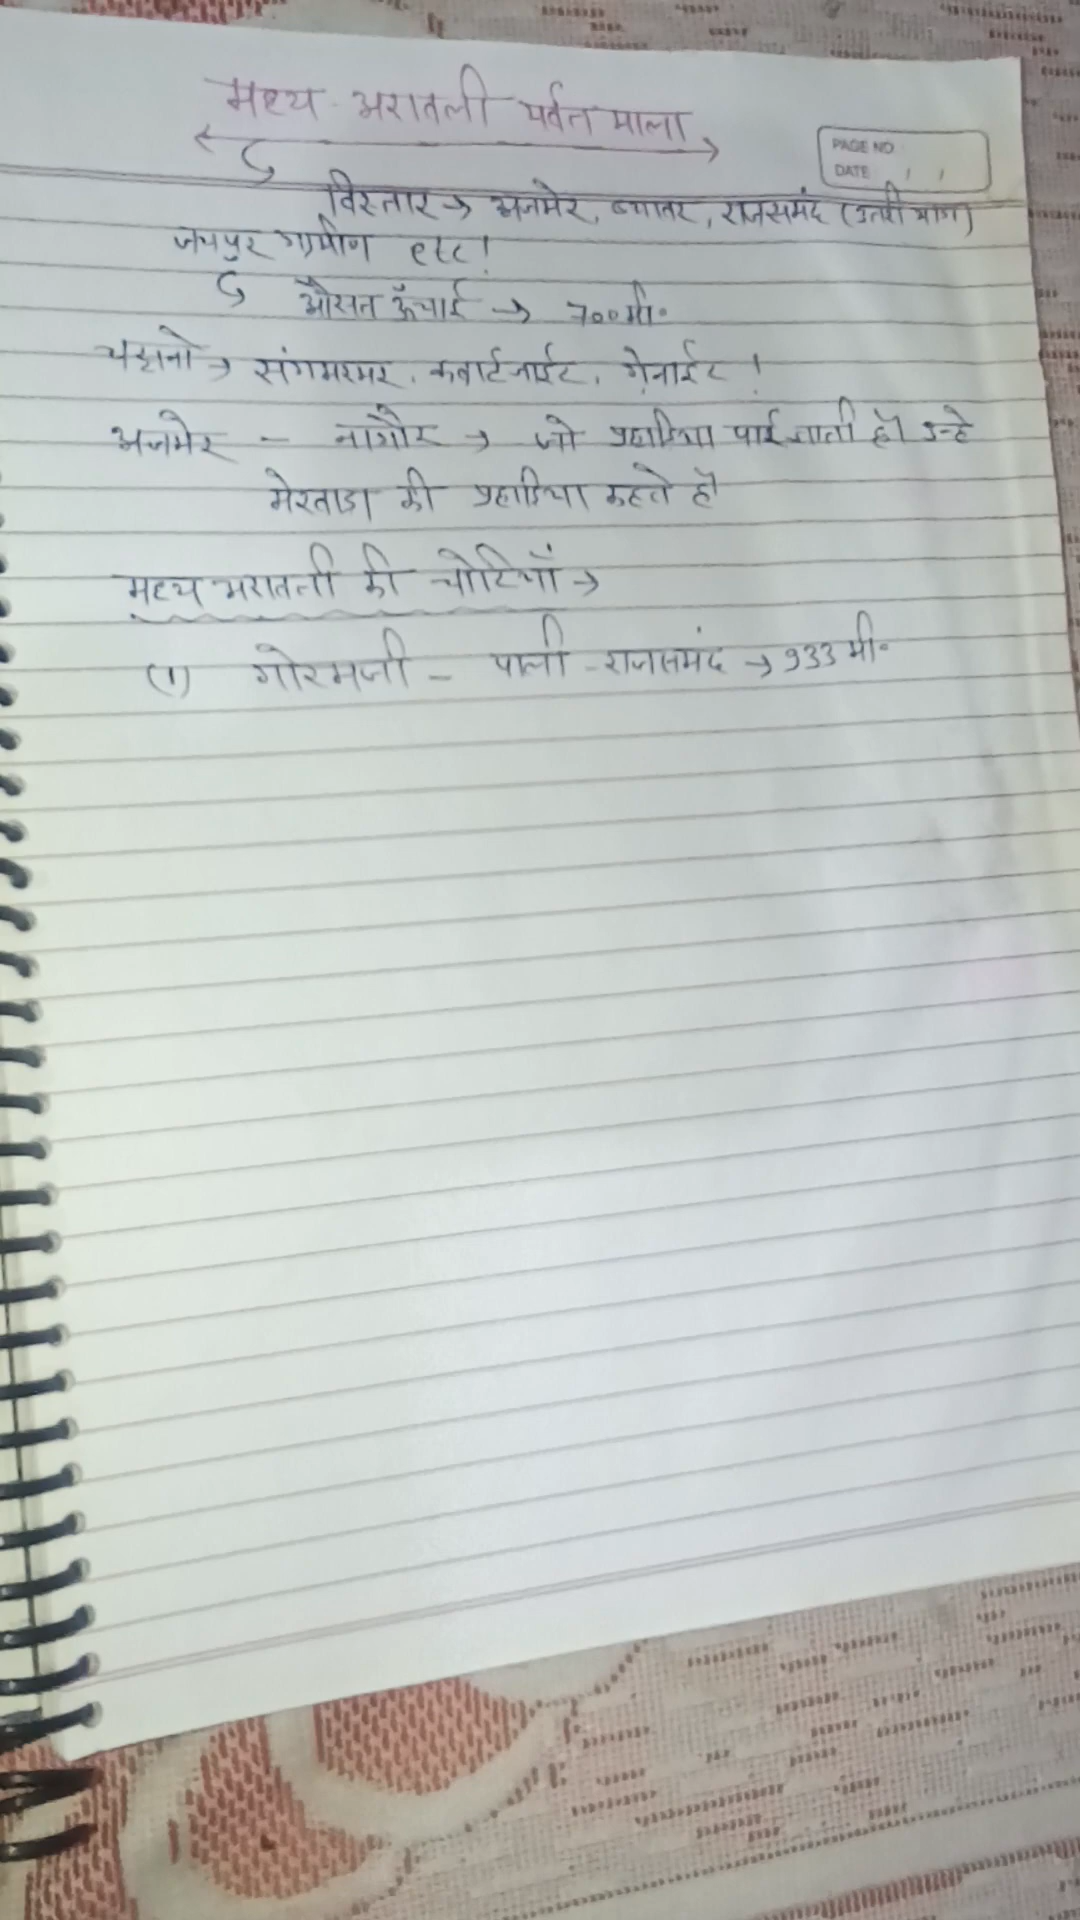 मध्य अरावली पर्वत माला
PAGE NO
DATE / /
विस्तार → अजमेर, ब्यावर, राजसमंद (उत्तरी भाग)
जयपुर ग्रामीण etc!
औसत ऊँचाई → 700मी॰
चट्टानो → संगमरमर, क्वार्टजाईट, ग्रेनाईट !
अजमेर - नागौर → जो पहाडिया पाई जाती हैं उन्हे
मेरवाडा की पहाडिया कहते हैं
मध्य अरावली की चोटियाँ →
(1) गोरमजी - पाली - राजसमंद → 933 मी॰